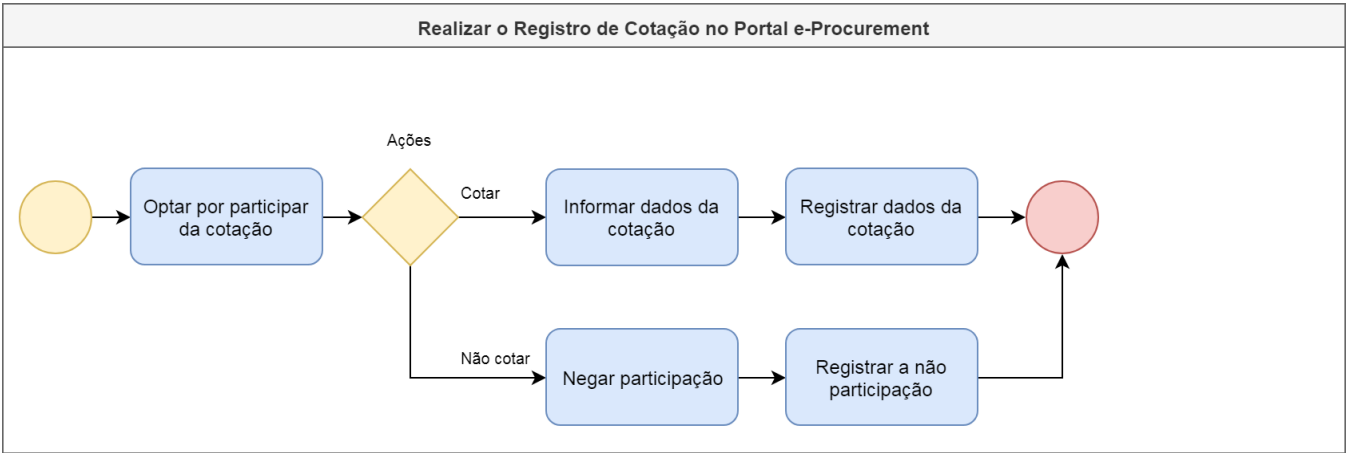 Realizar o Registro de Cotação no Portal e-Procurement
Ações
Optar por participar
da cotação
Cotar
Informar dados da
cotação
Registrar dados da
cotação
Não cotar
Negar participação
Registrar a não
participação